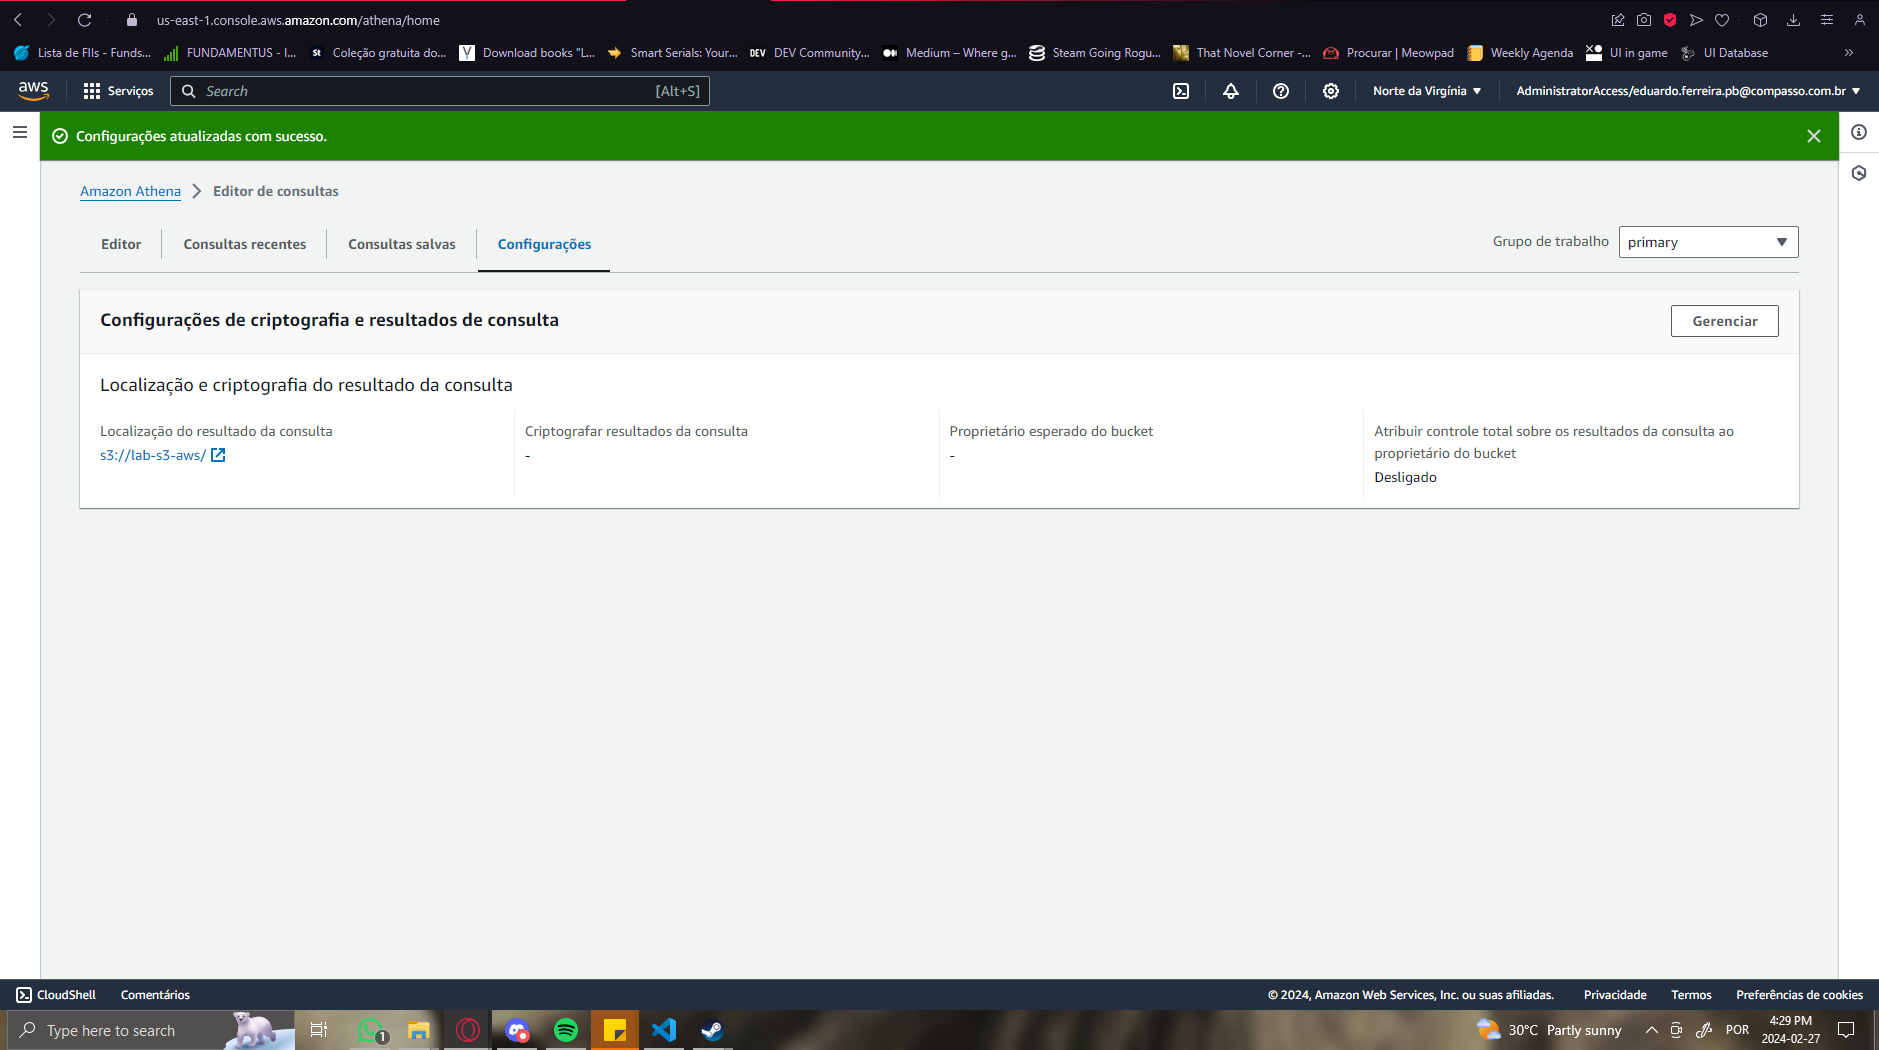 us-east-1.console.aws.amazon.com/athena/home
Lista de FIIs - Funds... FUNDAMENTUS - I... St Coleção gratuita do... V Download books "L... Smart Serials: Your... DEV DEV Community... Medium – Where g... Steam Going Rogu... That Novel Corner -... Procurar | Meowpad Weekly Agenda UI in game UI Database »
aws Serviços Search [Alt+S] Norte da Virgínia AdministratorAccess/eduardo.ferreira.pb@compasso.com.br
Configurações atualizadas com sucesso.
Amazon Athena Editor de consultas
Editor Consultas recentes Consultas salvas Configurações Grupo de trabalho primary
Configurações de criptografia e resultados de consulta Gerenciar
Localização e criptografia do resultado da consulta
Localização do resultado da consulta
s3://lab-s3-aws/
Criptografar resultados da consulta
-
Proprietário esperado do bucket
-
Atribuir controle total sobre os resultados da consulta ao
proprietário do bucket
Desligado
CloudShell Comentários © 2024, Amazon Web Services, Inc. ou suas afiliadas. Privacidade Termos Preferências de cookies
Type here to search 1 30°C Partly sunny POR 4:29 PM
2024-02-27